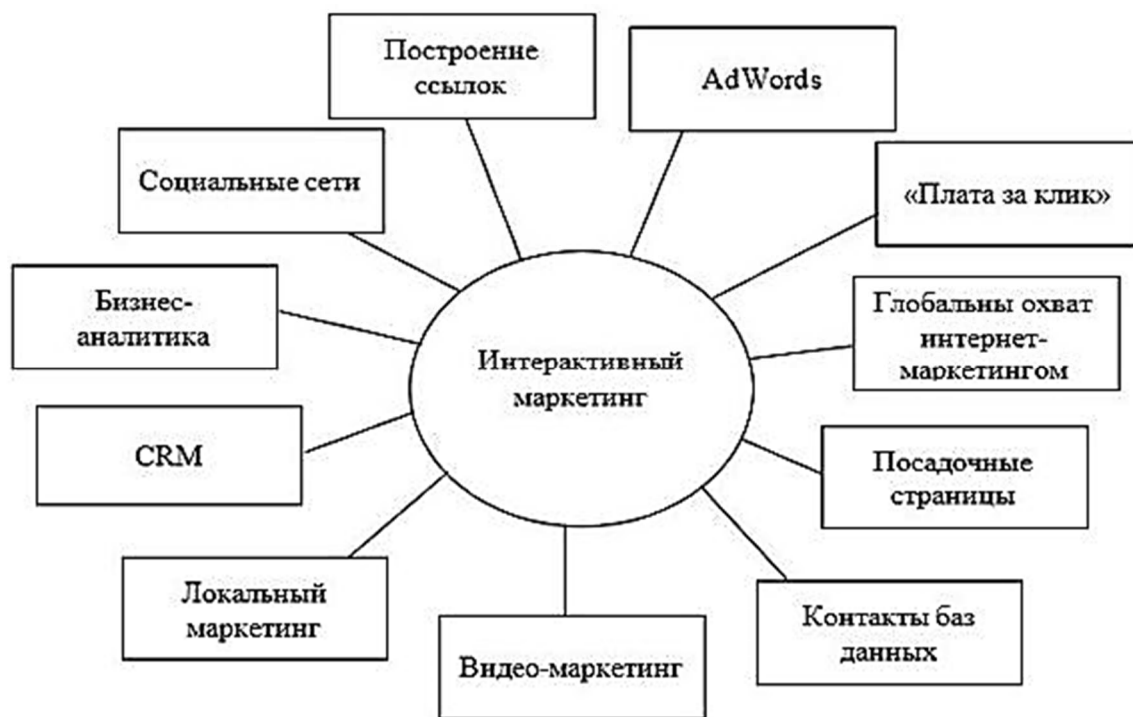 Построение
ссылок
AdWords
Социальные сети
«Плата за клик»
Бизнес-
аналитика
Глобальны охват
интернет-
маркетингом
Интерактивный
маркетинг
CRM
Посадочные
страницы
Локальный
маркетинг
Контакты баз
данных
Видео-маркетинг